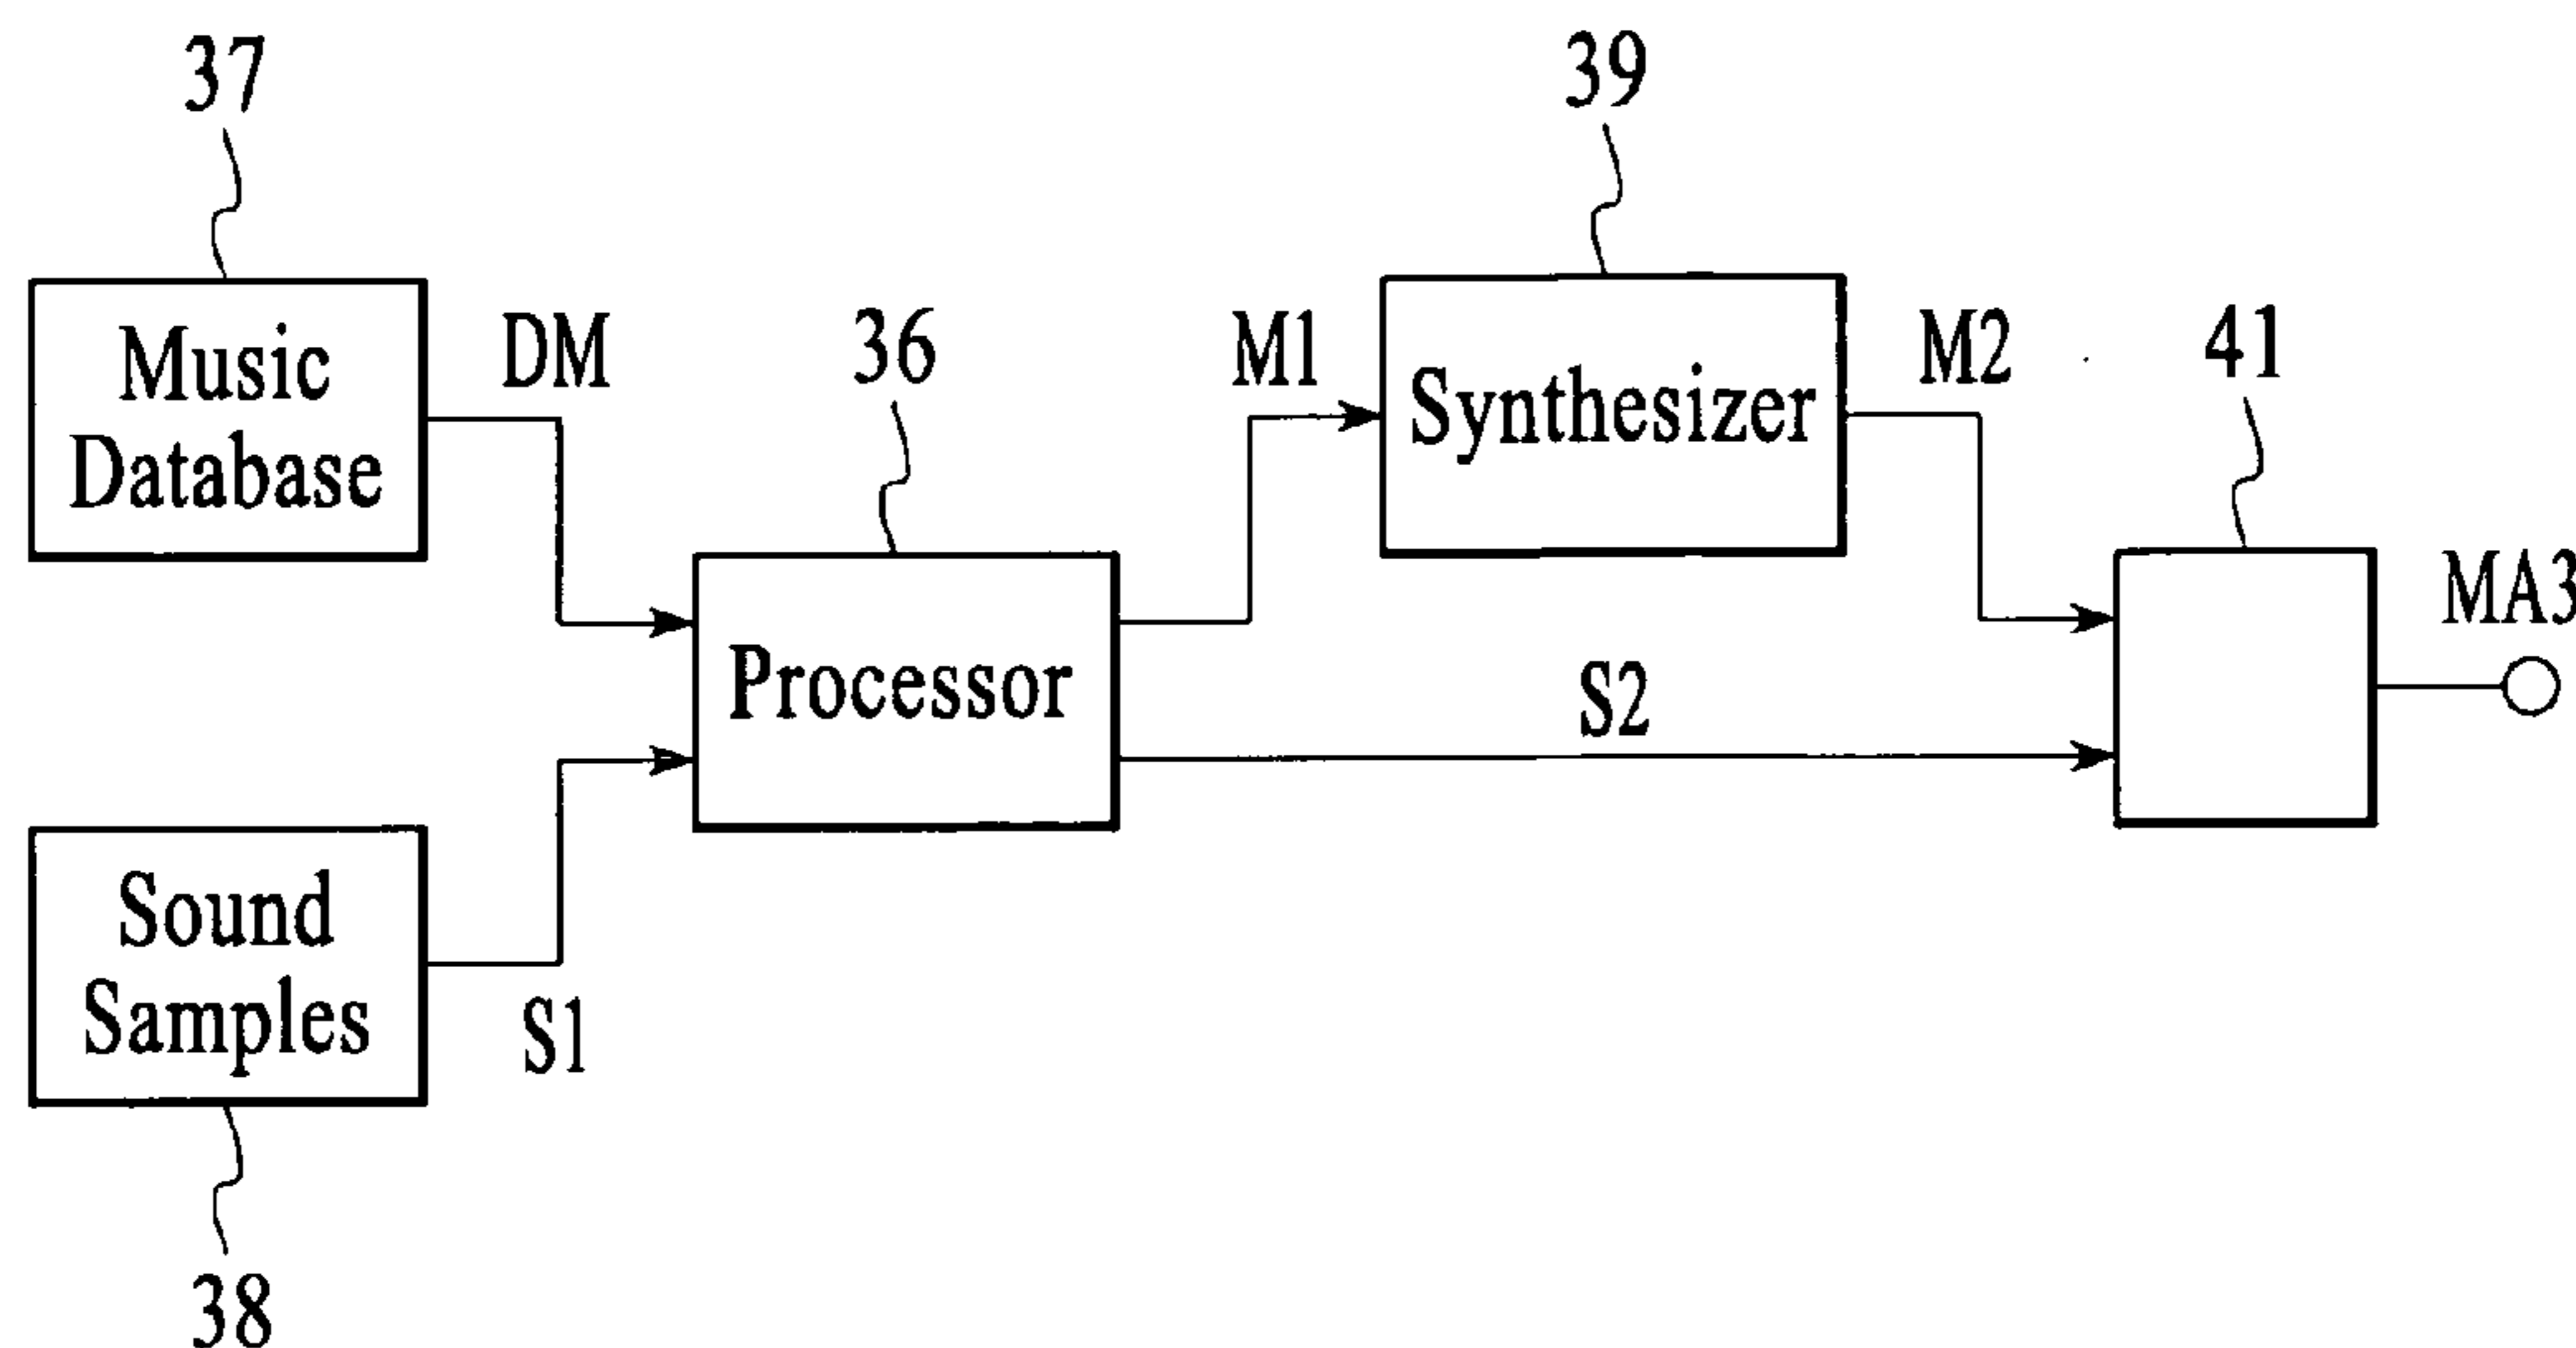 37
39
Music
Database
DM
36
M1
Synthesizer
M2
41
Processor
S2
MA3
Sound
Samples
S1
38